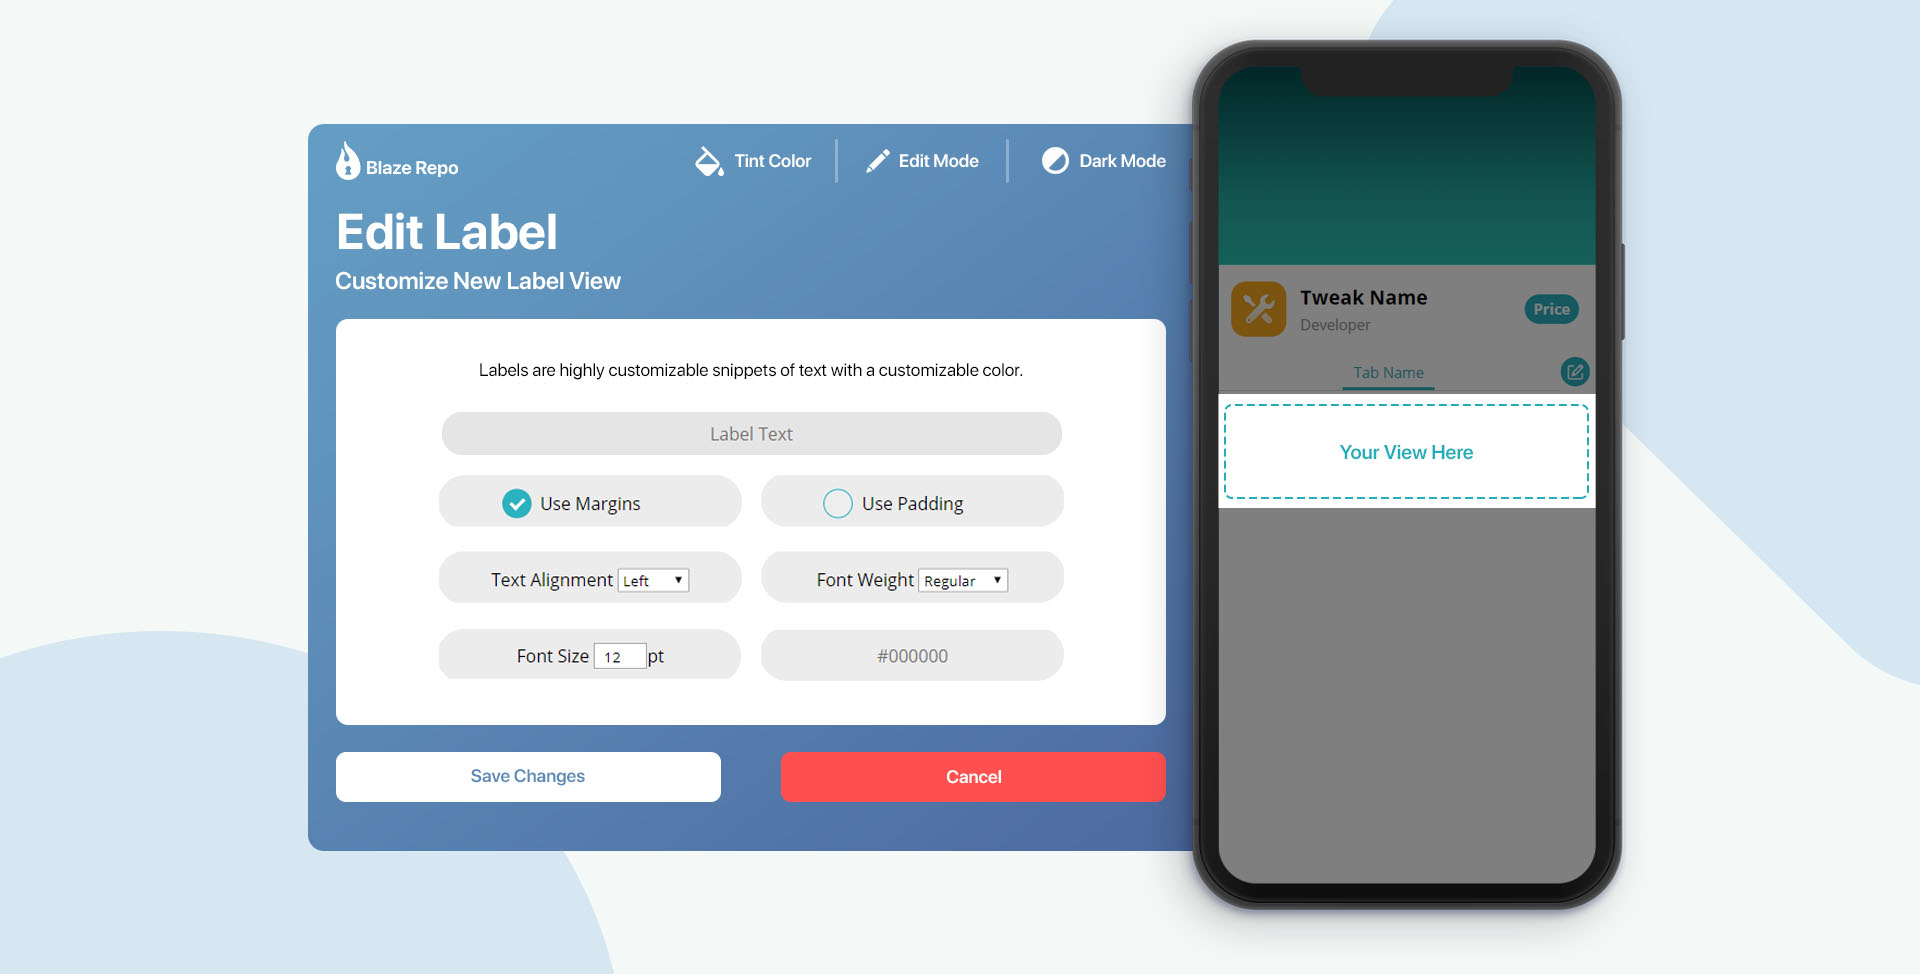 Blaze Repo
Tint Color
Edit Mode
Dark Mode
Edit Label
Customize New Label View
Labels are highly customizable snippets of text with a customizable color.
Label Text
Use Margins
Use Padding
Text Alignment Left
Font Weight Regular
Font Size 12 pt
#000000
Save Changes
Cancel
Tweak Name
Developer
Price
Tab Name
Your View Here